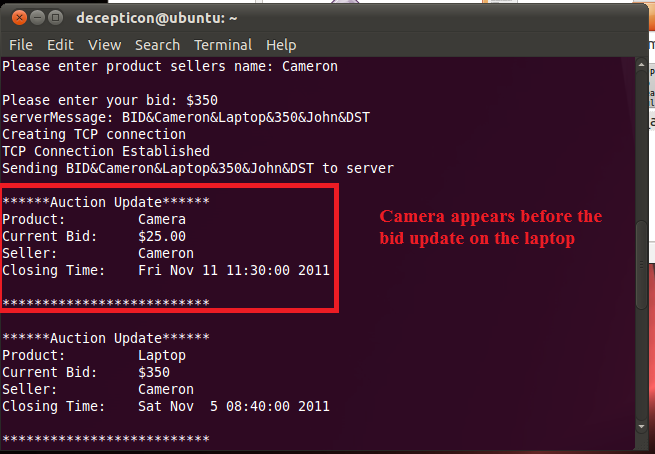 decepticon@ubuntu: ~
File Edit View Search Terminal Help
Please enter product sellers name: Cameron
Please enter your bid: $350
serverMessage: BID&Cameron&Laptop&350&John&DST
Creating TCP connection
TCP Connection Established
Sending BID&Cameron&Laptop&350&John&DST to server
******Auction Update******
Product: Camera
Current Bid: $25.00
Seller: Cameron
Closing Time: Fri Nov 11 11:30:00 2011
**************************
Camera appears before the
bid update on the laptop
******Auction Update******
Product: Laptop
Current Bid: $350
Seller: Cameron
Closing Time: Sat Nov  5 08:40:00 2011
**************************